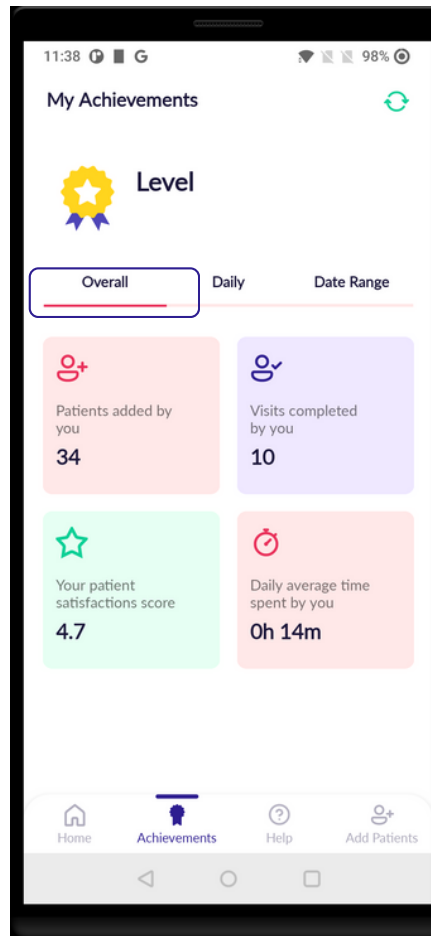 11:38 G 98%
My Achievements
Level
Overall Daily Date Range
Patients added by
you
34
Visits completed
by you
10
Your patient
satisfactions score
4.7
Daily average time
spent by you
0h 14m
Home Achievements Help Add Patients